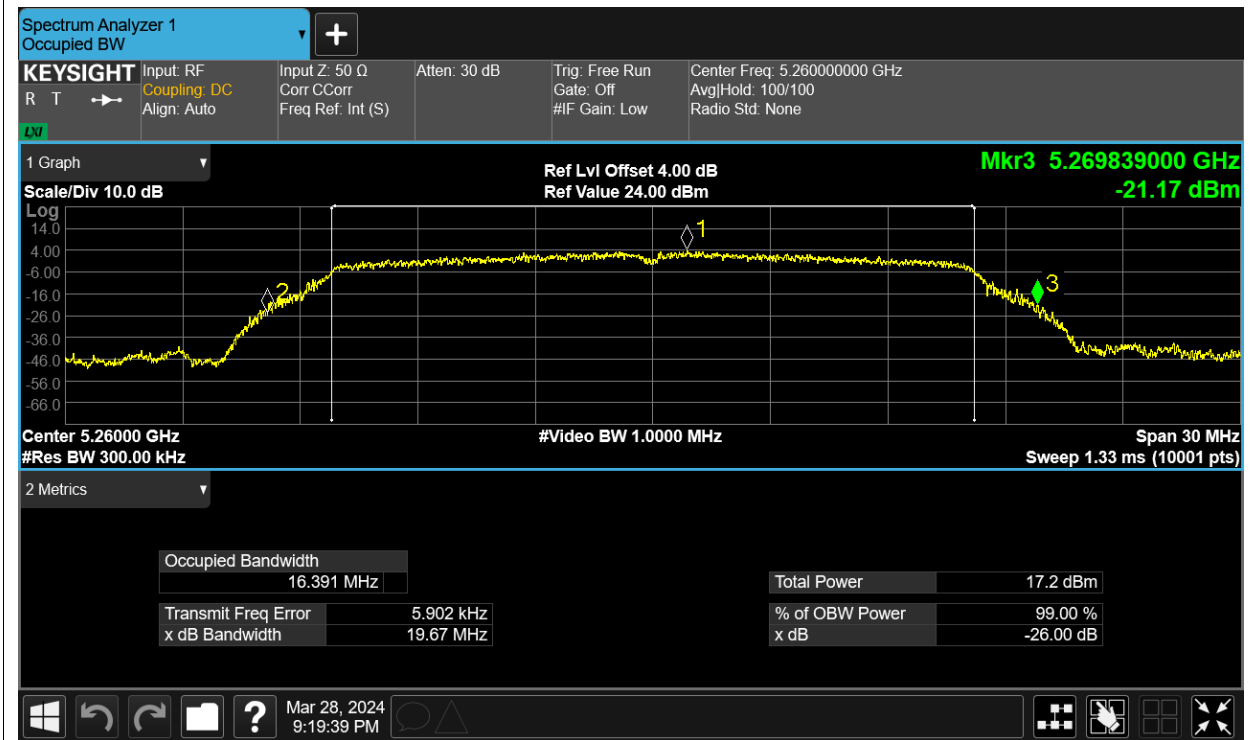 Spectrum Analyzer 1
Occupied BW
KEYSIGHT
R T
LXI
Input: RF
Coupling: DC
Align: Auto
Input Z: 50 Ω
Corr CCorr
Freq Ref: Int (S)
Atten: 30 dB
Trig: Free Run
Gate: Off
#IF Gain: Low
Center Freq: 5.260000000 GHz
Avg|Hold: 100/100
Radio Std: None
1 Graph
Scale/Div 10.0 dB
Ref Lvl Offset 4.00 dB
Ref Value 24.00 dBm
Mkr3 5.269839000 GHz
-21.17 dBm
Log
14.0
4.00
-6.00
-16.0
-26.0
-36.0
-46.0
-56.0
-66.0
1
2
3
Center 5.26000 GHz
#Video BW 1.0000 MHz
Span 30 MHz
#Res BW 300.00 kHz
Sweep 1.33 ms (10001 pts)
2 Metrics
Occupied Bandwidth
16.391 MHz
Total Power 17.2 dBm
Transmit Freq Error 5.902 kHz
% of OBW Power 99.00 %
x dB Bandwidth 19.67 MHz
x dB -26.00 dB
?
Mar 28, 2024
9:19:39 PM